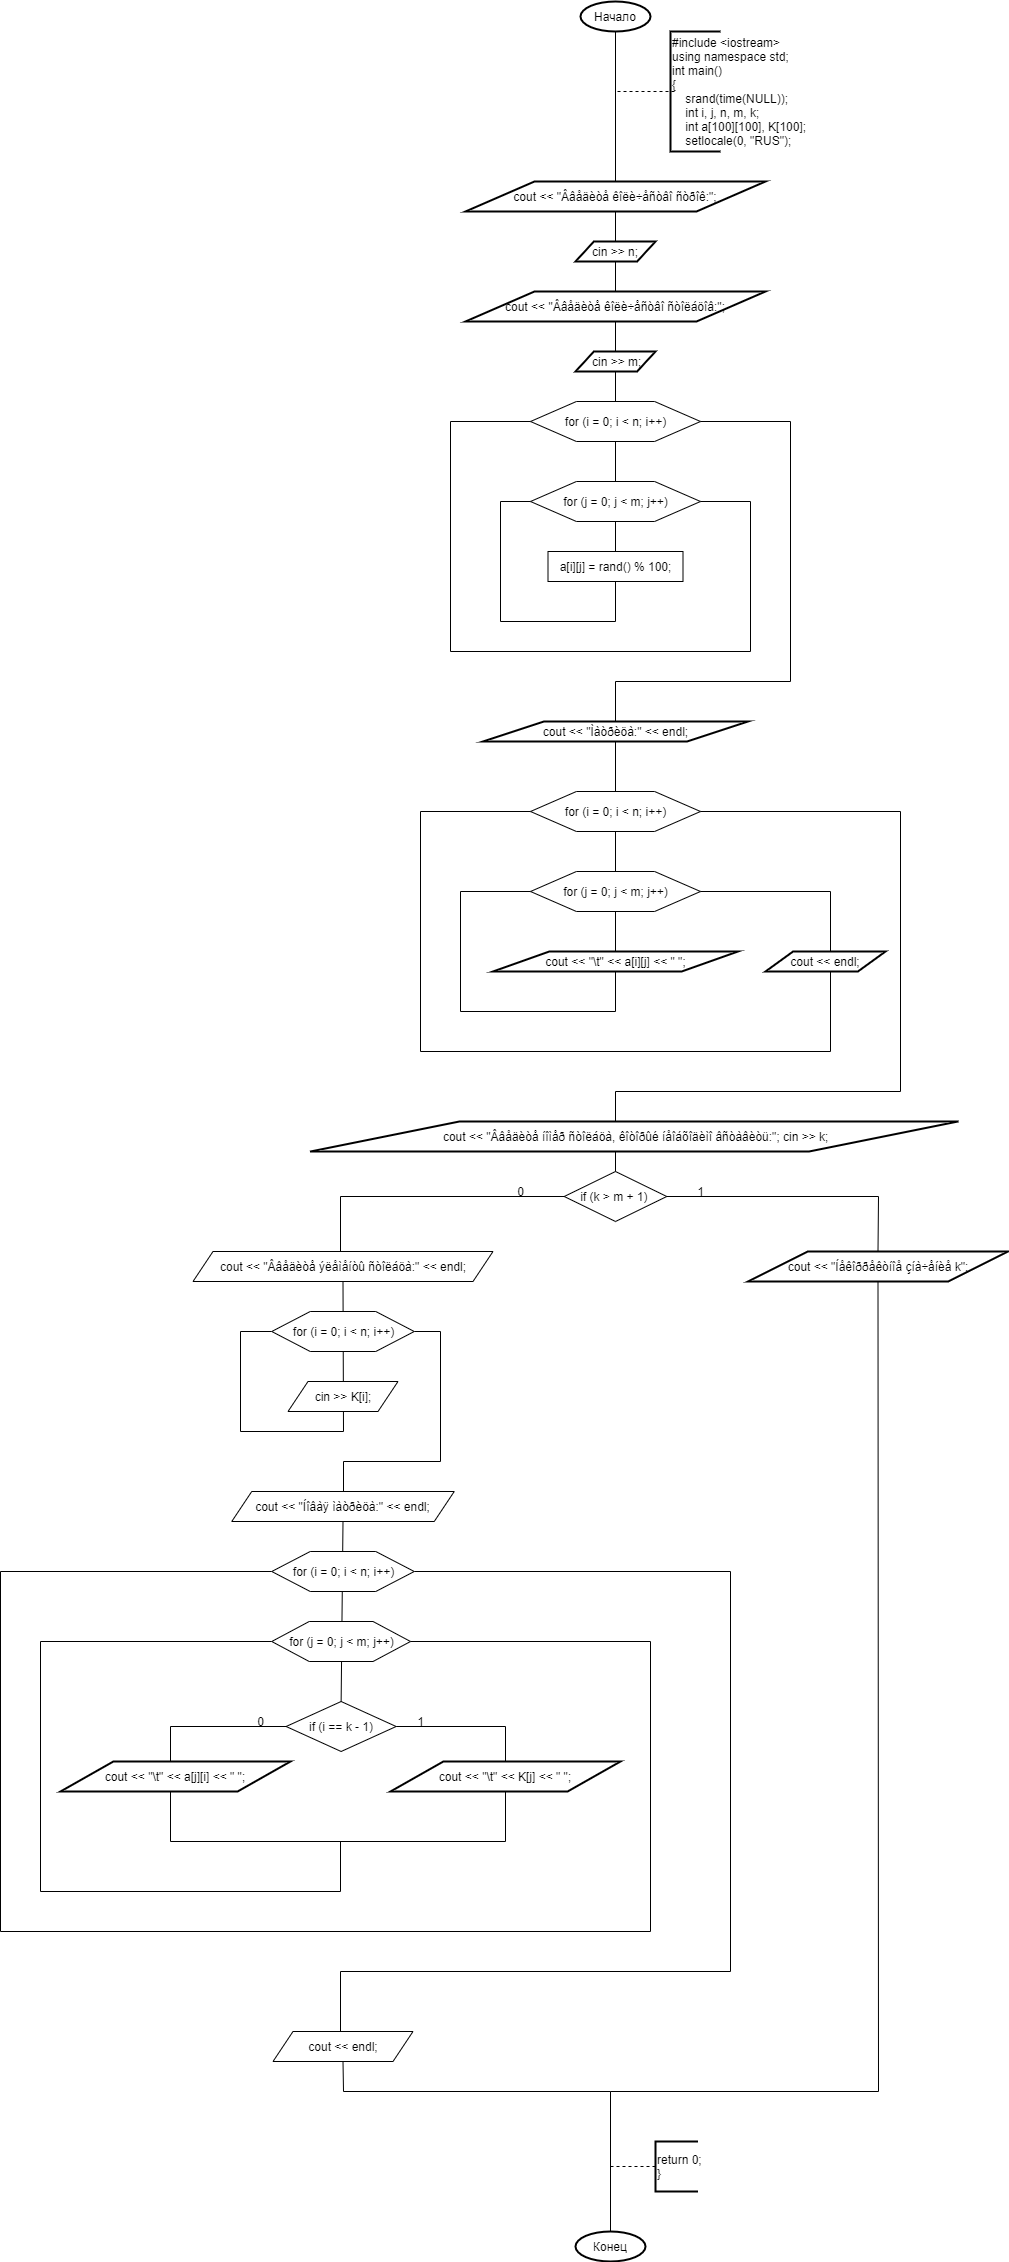 Начало
#include <iostream>
using namespace std;
int main()
{
srand(time(NULL));
int i, j, n, m, k;
int a[100][100], K[100];
setlocale(0, "RUS");
cout << "Ââåäèòå êîëè÷åñòâî ñòðîê:";
cin >> n;
cout << "Ââåäèòå êîëè÷åñòâî ñòîëáöîâ:";
cin >> m;
for (i = 0; i < n; i++)
for (j = 0; j < m; j++)
a[i][j] = rand() % 100;
cout << "Ìàòðèöà:" << endl;
for (i = 0; i < n; i++)
for (j = 0; j < m; j++)
cout << "\t" << a[i][j] << " ";
cout << endl;
cout << "Ââåäèòå íîìåð ñòîëáöà, êîòîðûé íåîáõîäèìî âñòàâèòü:"; cin >> k;
0
if (k > m + 1)
1
cout << "Ââåäèòå ýëåìåíòû ñòîëáöà:" << endl;
cout << "Íåêîððåêòíîå çíà÷åíèå k";
for (i = 0; i < n; i++)
cin >> K[i];
cout << "Íîâàÿ ìàòðèöà:" << endl;
for (i = 0; i < n; i++)
for (j = 0; j < m; j++)
0
if (i == k - 1)
1
cout << "\t" << a[j][i] << " ";
cout << "\t" << K[j] << " ";
cout << endl;
return 0;
}
Конец